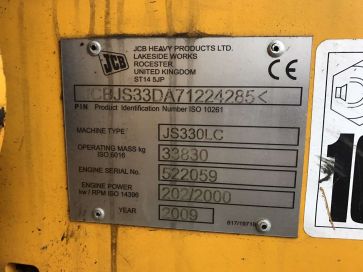 JCB
JCB HEAVY PRODUCTS LTD.
LAKESIDE WORKS
ROCESTER
UNITED KINGDOM
ST14 5JP
CBJS33DA71224285<
PIN Product Identification Number ISO 10261
MACHINE TYPE JS330LC
OPERATING MASS kg
ISO 6016 33830
ENGINE SERIAL No. 522059
ENGINE POWER
kw / RPM ISO 14396 202/2000
YEAR 2009